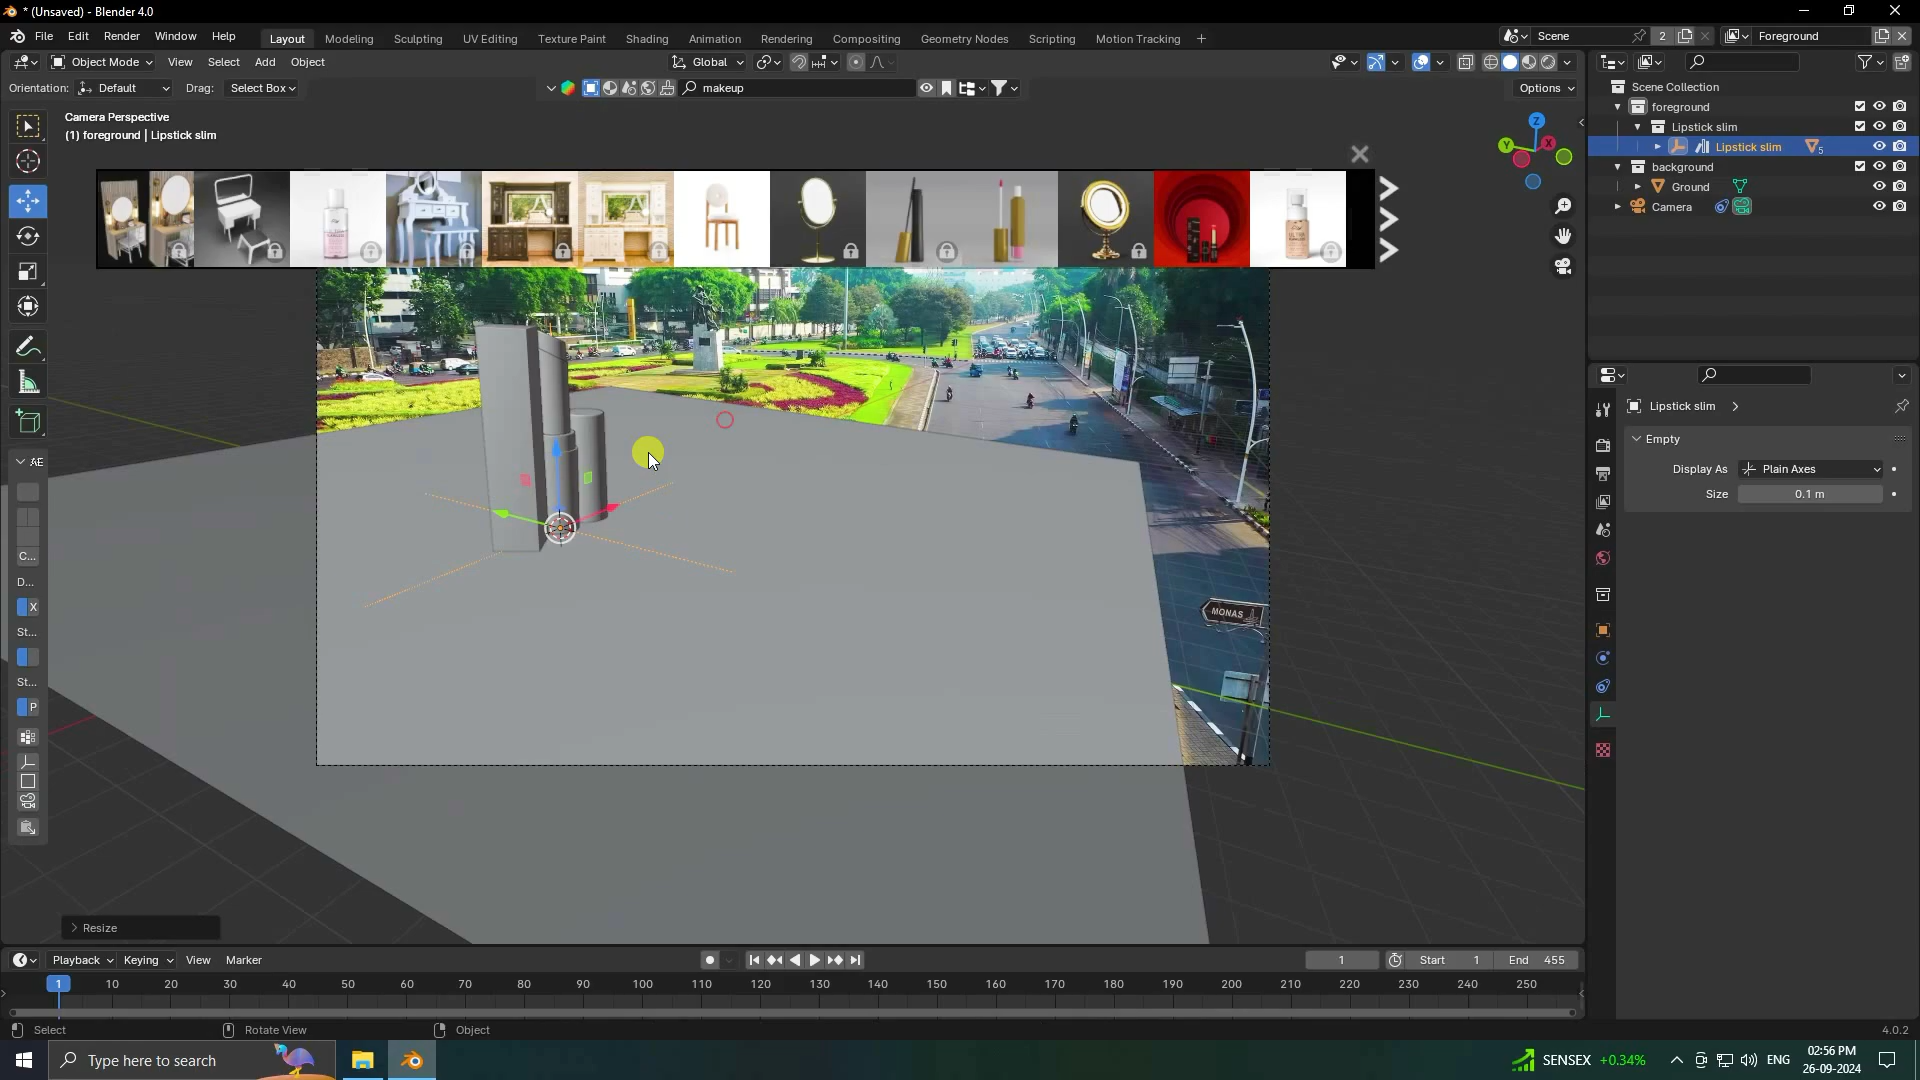 * (Unsaved) - Blender 4.0
File Edit Render Window Help
Layout Modeling Sculpting UV Editing Texture Paint Shading Animation Rendering Compositing Geometry Nodes Scripting Motion Tracking +
Scene 2 Foreground
Object Mode View Select Add Object Global
Orientation: Default Drag: Select Box makeup Options
Camera Perspective
(1) foreground | Lipstick slim
Z
Y
X
Scene Collection
foreground
Lipstick slim
Lipstick slim 5
background
Ground
Camera
Lipstick slim
Empty
Display As Plain Axes
Size 0.1 m
AE
C...
D...
X
St...
St...
P
MONAS
Resize
Playback Keying View Marker 1 Start 1 End 455
1 10 20 30 40 50 60 70 80 90 100 110 120 130 140 150 160 170 180 190 200 210 220 230 240 250
Select Rotate View Object 4.0.2
Type here to search SENSEX +0.34% ENG 02:56 PM
26-09-2024